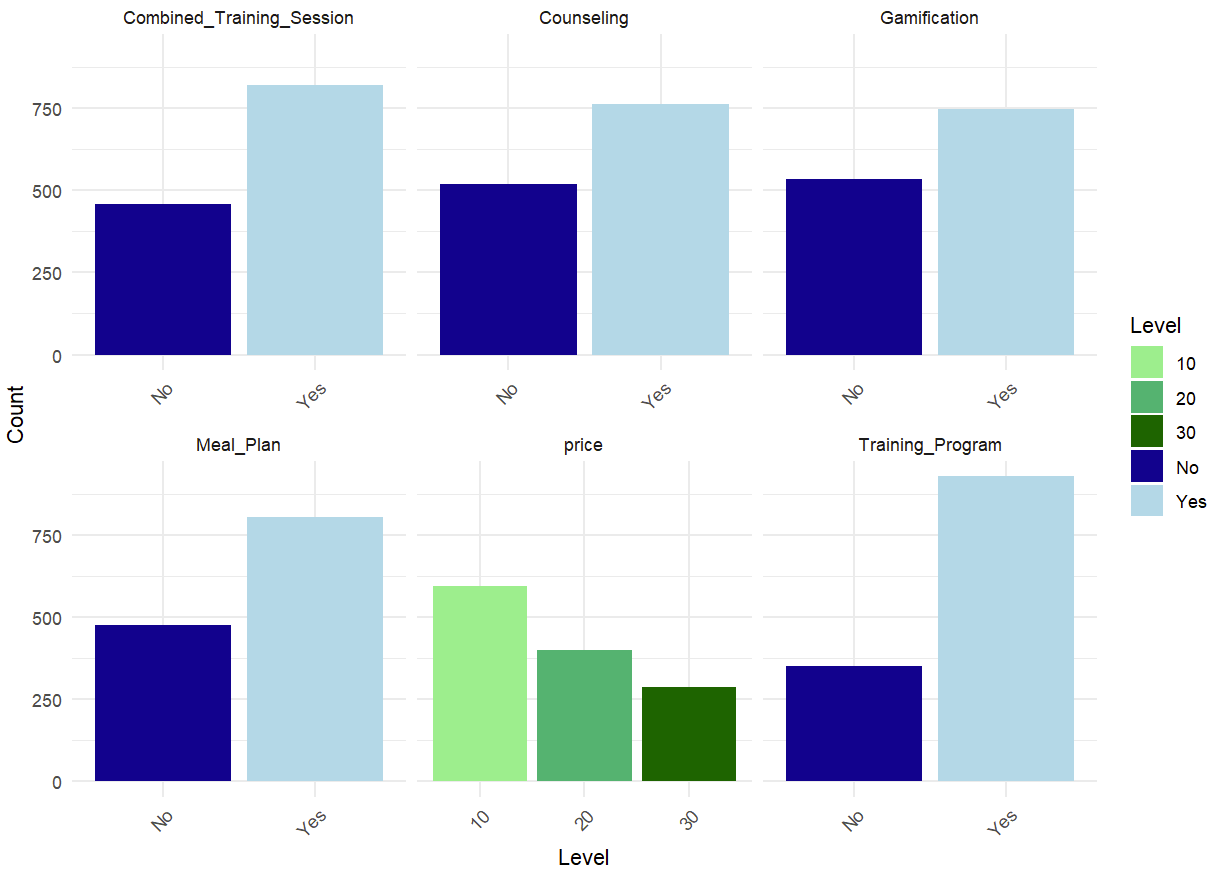 Combined_Training_Session
Counseling
Gamification
750
500
250
0
No
Yes
No
Yes
No
Yes
Count
Meal_Plan
price
Training_Program
750
500
250
0
No
Yes
10
20
30
No
Yes
Level
Level
10
20
30
No
Yes